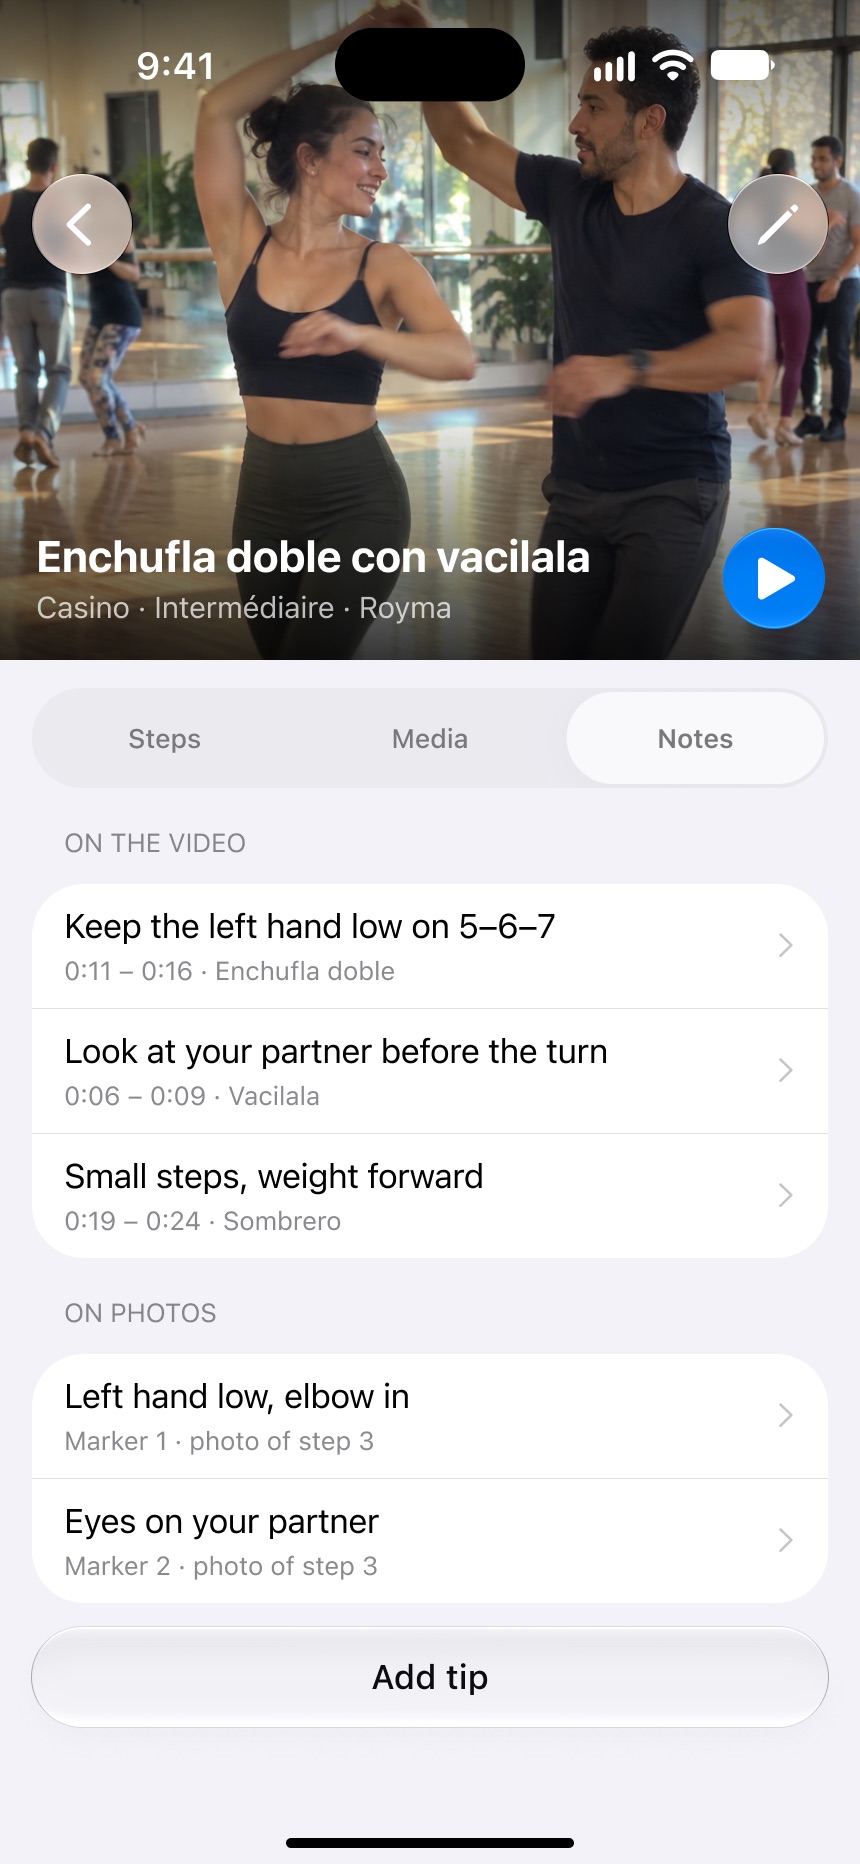 9:41
Enchufla doble con vacilala
Casino · Intermédiaire · Royma
Steps
Media
Notes
ON THE VIDEO
Keep the left hand low on 5–6–7
0:11 – 0:16 · Enchufla doble
Look at your partner before the turn
0:06 – 0:09 · Vacilala
Small steps, weight forward
0:19 – 0:24 · Sombrero
ON PHOTOS
Left hand low, elbow in
Marker 1 · photo of step 3
Eyes on your partner
Marker 2 · photo of step 3
Add tip